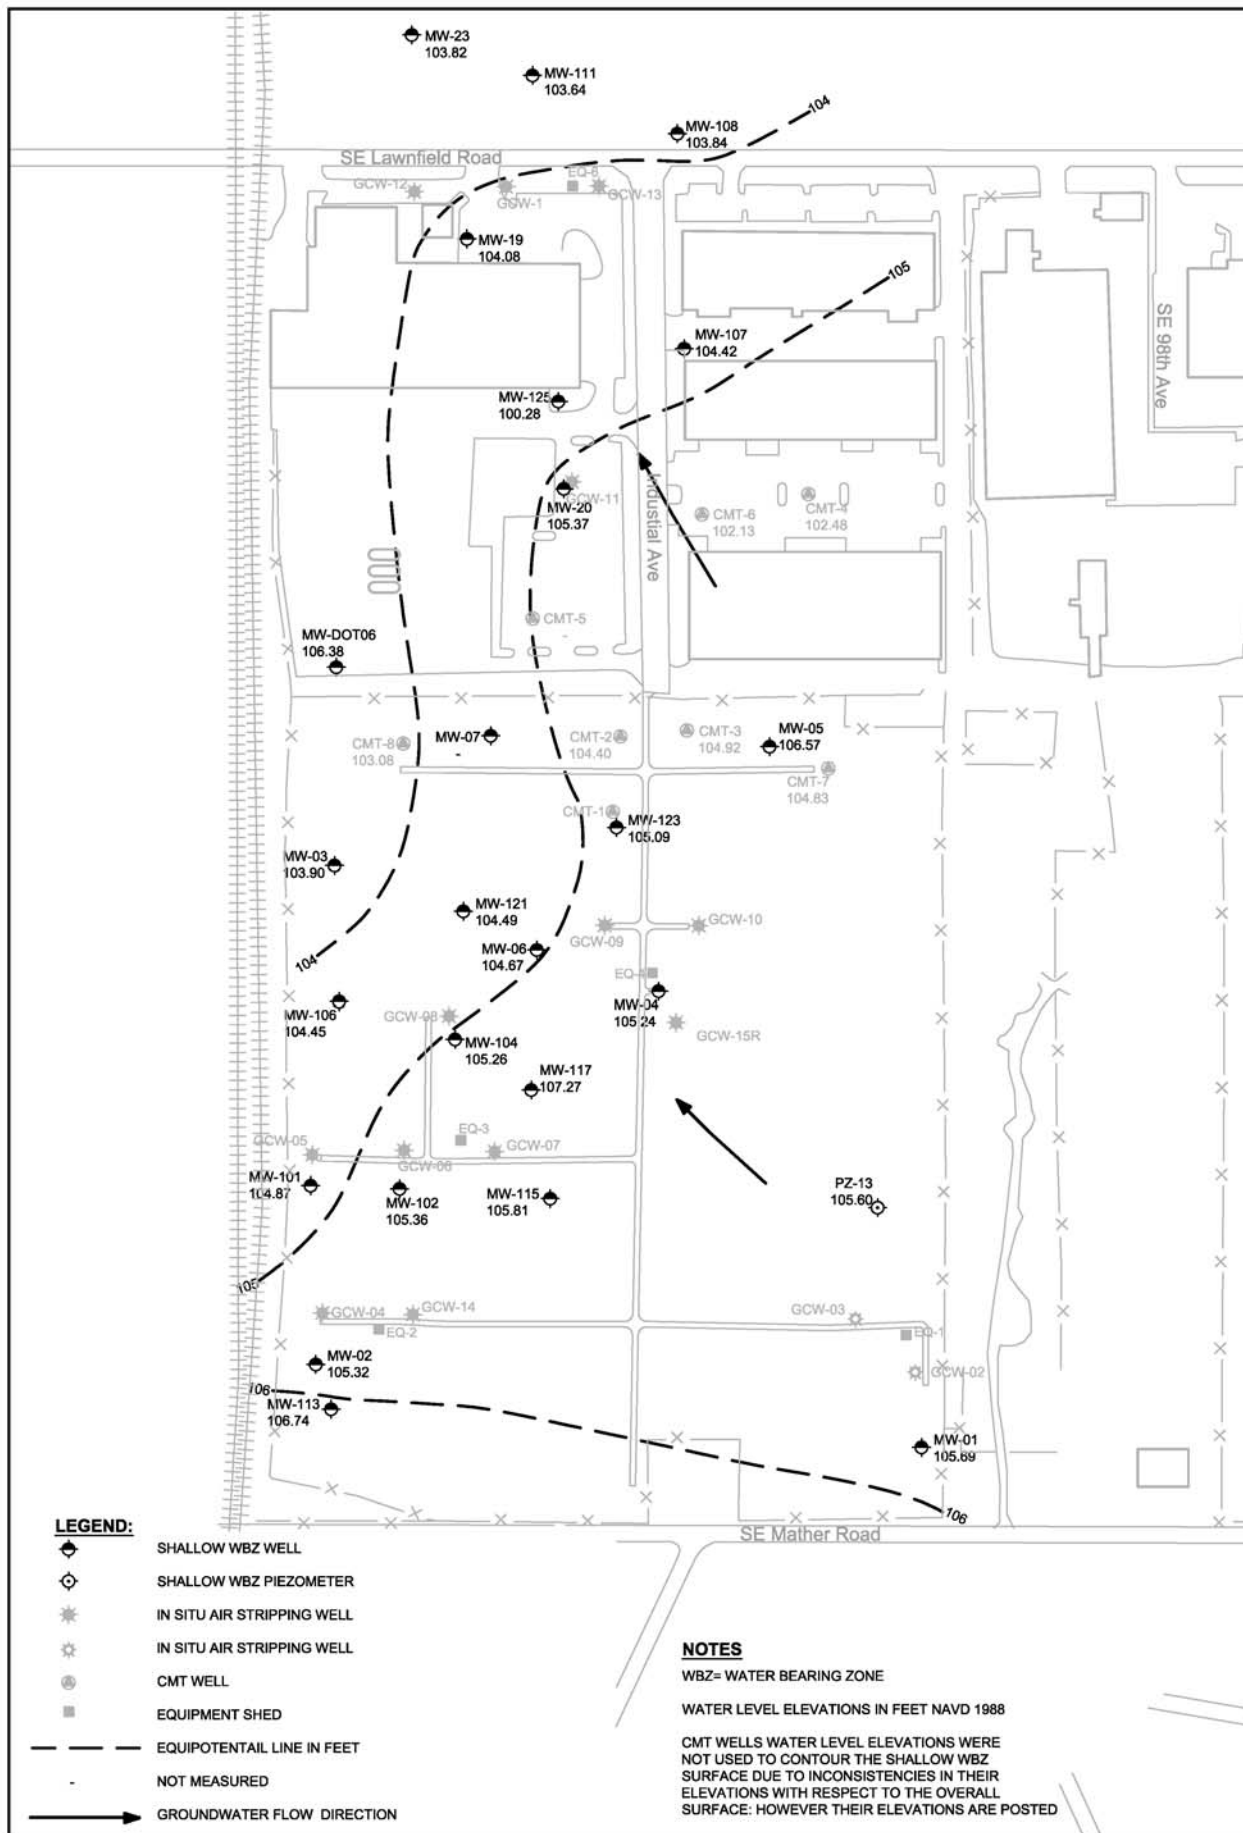 MW-23
103.82
MW-111
103.64
104
MW-108
103.84
SE Lawnfield Road
GCW-12
GCW-1
EQ-6
GCW-13
MW-19
104.08
105
SE 98th Ave
MW-107
104.42
MW-125
100.28
GCW-11
MW-20
105.37
Industial Ave
CMT-6
102.13
CMT-4
102.48
CMT-5
-
MW-DOT06
106.38
CMT-8
103.08
MW-07
-
CMT-2
104.40
CMT-3
104.92
MW-05
106.57
CMT-7
104.83
CMT-1
MW-123
105.09
MW-03
103.90
MW-121
104.49
GCW-09
GCW-10
MW-06
104.67
104
EQ-4
MW-04
105.24
MW-106
104.45
GCW-08
GCW-15R
MW-104
105.26
MW-117
107.27
EQ-3
GCW-05
GCW-06
GCW-07
MW-101
104.87
MW-102
105.36
MW-115
105.81
PZ-13
105.60
105
GCW-04
GCW-14
EQ-2
GCW-03
EQ-1
MW-02
105.32
GCW-02
106
MW-113
106.74
MW-01
105.69
106
SE Mather Road
LEGEND:
SHALLOW WBZ WELL
SHALLOW WBZ PIEZOMETER
IN SITU AIR STRIPPING WELL
IN SITU AIR STRIPPING WELL
CMT WELL
EQUIPMENT SHED
EQUIPOTENTAIL LINE IN FEET
- NOT MEASURED
GROUNDWATER FLOW DIRECTION
NOTES
WBZ= WATER BEARING ZONE
WATER LEVEL ELEVATIONS IN FEET NAVD 1988
CMT WELLS WATER LEVEL ELEVATIONS WERE
NOT USED TO CONTOUR THE SHALLOW WBZ
SURFACE DUE TO INCONSISTENCIES IN THEIR
ELEVATIONS WITH RESPECT TO THE OVERALL
SURFACE: HOWEVER THEIR ELEVATIONS ARE POSTED